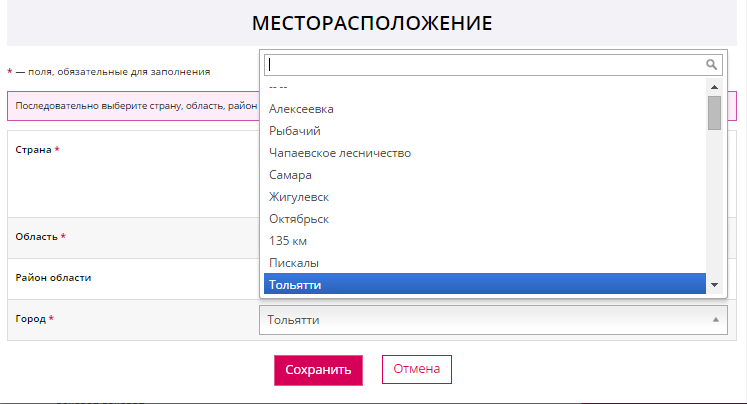 МЕСТОРАСПОЛОЖЕНИЕ
* — поля, обязательные для заполнения
Последовательно выберите страну, область, район
-- --
Алексеевка
Рыбачий
Чапаевское лесничество
Самара
Жигулевск
Октябрьск
135 км
Пискалы
Тольятти
Страна *
Область *
Район области
Город *
Тольятти
Сохранить
Отмена